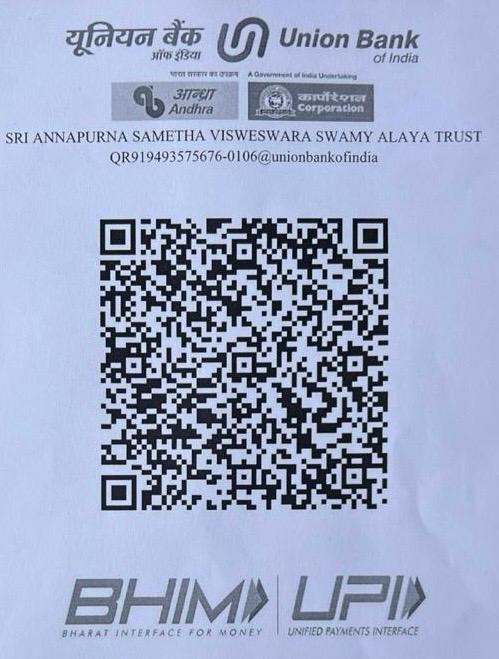 यूनियन बैंक Union Bank
ऑफ इंडिया of India
भारत सरकार का उपक्रम A Government of India Undertaking
आन्ध्रा Andhra
कार्पोरेशन Corporation
SRI ANNAPURNA SAMETHA VISWESWARA SWAMY ALAYA TRUST
QR919493575676-0106@unionbankofindia
BHIM UPI
BHARAT INTERFACE FOR MONEY UNIFIED PAYMENTS INTERFACE